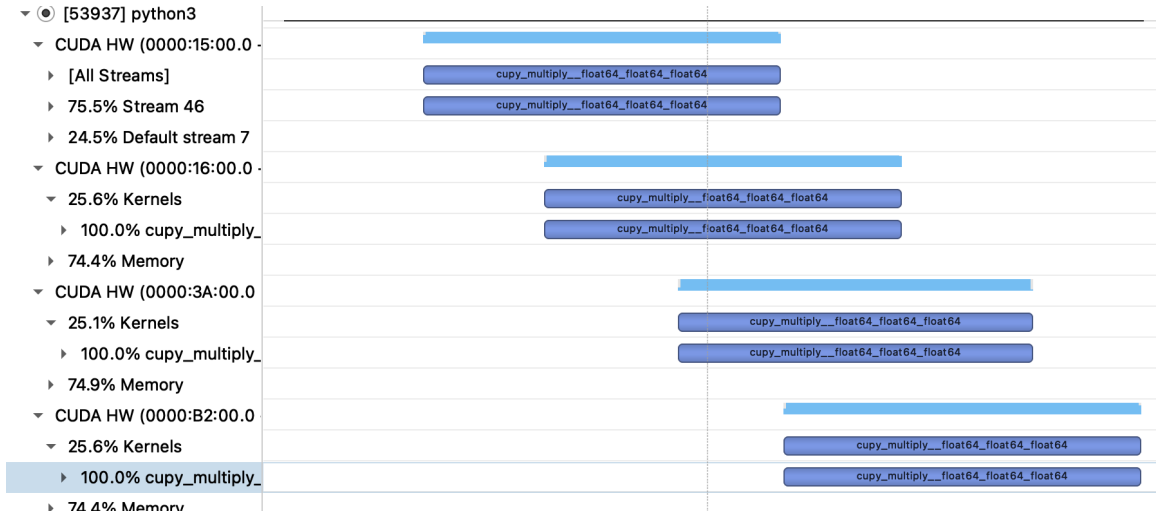 [53937] python3
CUDA HW (0000:15:00.0 -
[All Streams]
cupy_multiply__float64_float64_float64
75.5% Stream 46
cupy_multiply__float64_float64_float64
24.5% Default stream 7
CUDA HW (0000:16:00.0 -
25.6% Kernels
cupy_multiply__float64_float64_float64
100.0% cupy_multiply_
cupy_multiply__float64_float64_float64
74.4% Memory
CUDA HW (0000:3A:00.0
25.1% Kernels
cupy_multiply__float64_float64_float64
100.0% cupy_multiply_
cupy_multiply__float64_float64_float64
74.9% Memory
CUDA HW (0000:B2:00.0
25.6% Kernels
cupy_multiply__float64_float64_float64
100.0% cupy_multiply_
cupy_multiply__float64_float64_float64
74.4% Memory